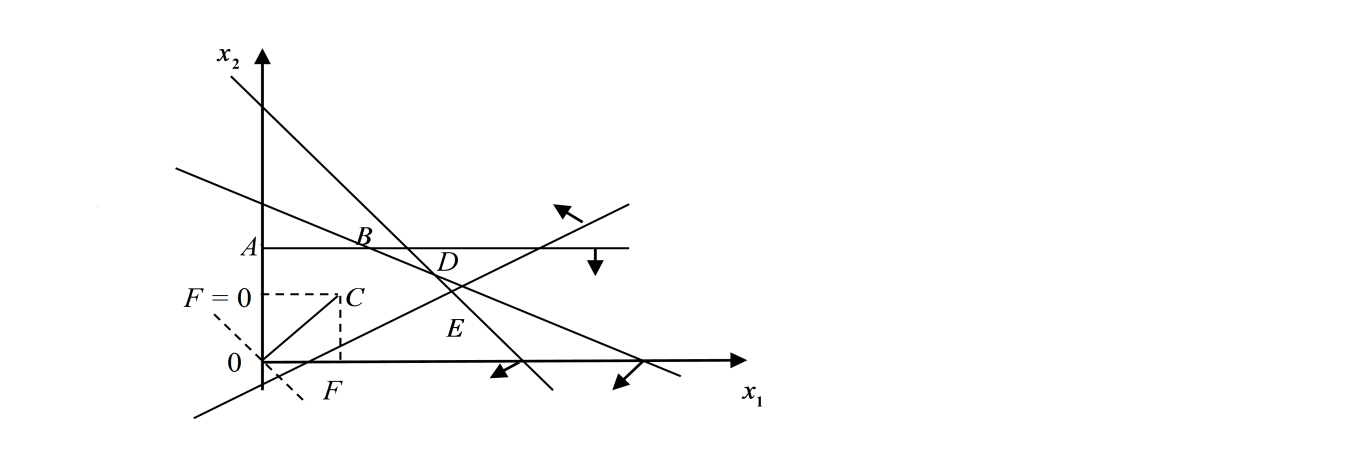 x₂
B
A
D
F = 0
C
E
0
F
x₁